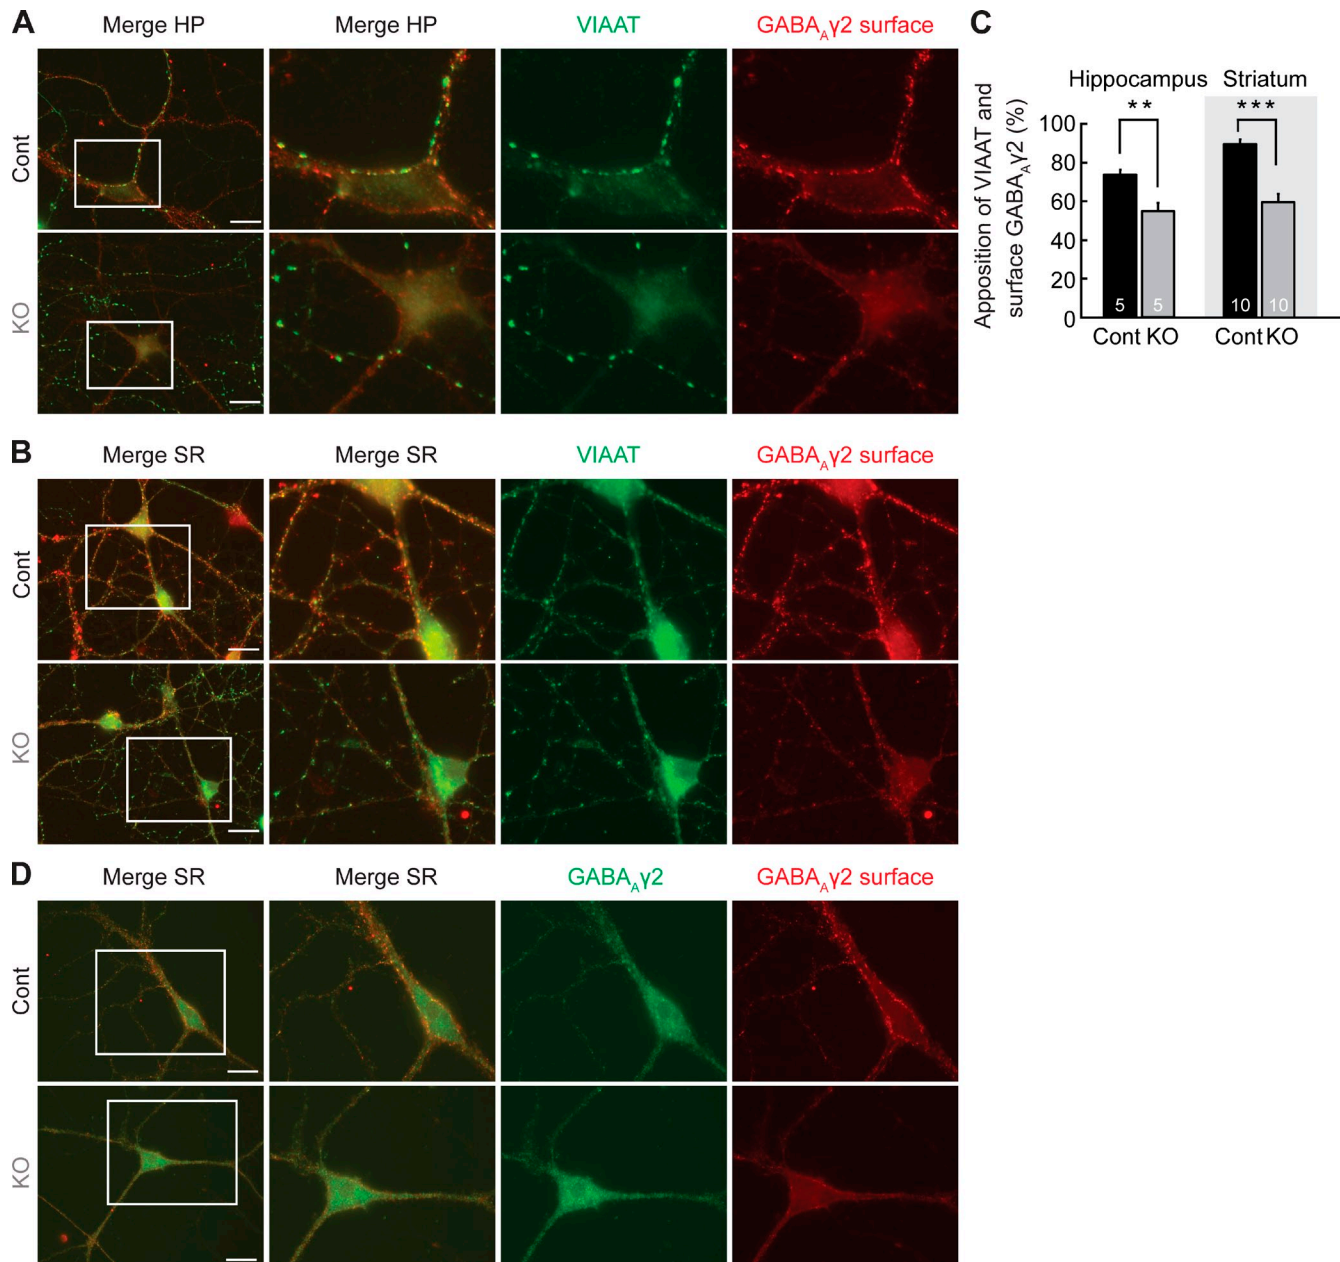 A
Merge HP
Merge HP
VIAAT
GABAAγ2 surface
Cont
KO
B
Merge SR
Merge SR
VIAAT
GABAAγ2 surface
Cont
KO
D
Merge SR
Merge SR
GABAAγ2
GABAAγ2 surface
Cont
KO
C
Hippocampus
Striatum
**
***
Apposition of VIAAT and
surface GABAAγ2 (%)
100
80
60
40
20
0
5
5
10
10
Cont KO
Cont KO